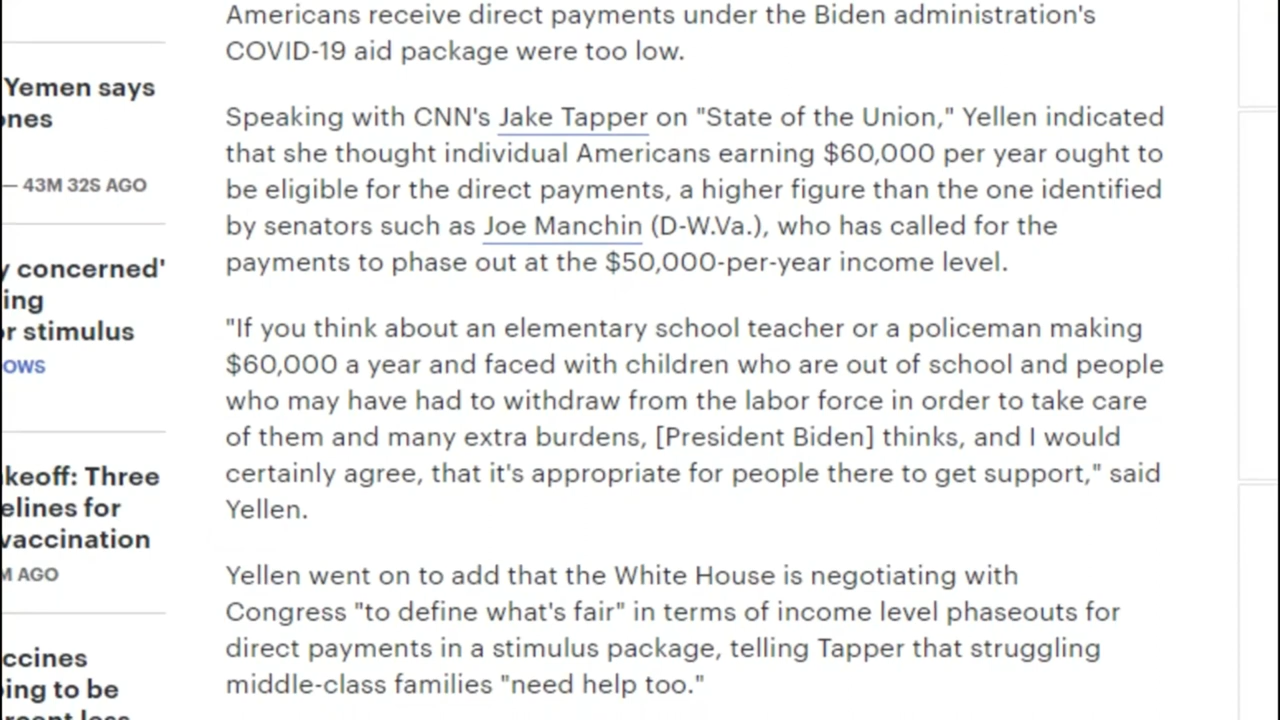 Yemen says
ones
— 43M 32S AGO
y concerned'
ing
or stimulus
OWS
keoff: Three
elines for
vaccination
M AGO
ccines
ing to be
Americans receive direct payments under the Biden administration's
COVID-19 aid package were too low.
Speaking with CNN's Jake Tapper on "State of the Union," Yellen indicated
that she thought individual Americans earning $60,000 per year ought to
be eligible for the direct payments, a higher figure than the one identified
by senators such as Joe Manchin (D-W.Va.), who has called for the
payments to phase out at the $50,000-per-year income level.
"If you think about an elementary school teacher or a policeman making
$60,000 a year and faced with children who are out of school and people
who may have had to withdraw from the labor force in order to take care
of them and many extra burdens, [President Biden] thinks, and I would
certainly agree, that it's appropriate for people there to get support," said
Yellen.
Yellen went on to add that the White House is negotiating with
Congress "to define what's fair" in terms of income level phaseouts for
direct payments in a stimulus package, telling Tapper that struggling
middle-class families "need help too."